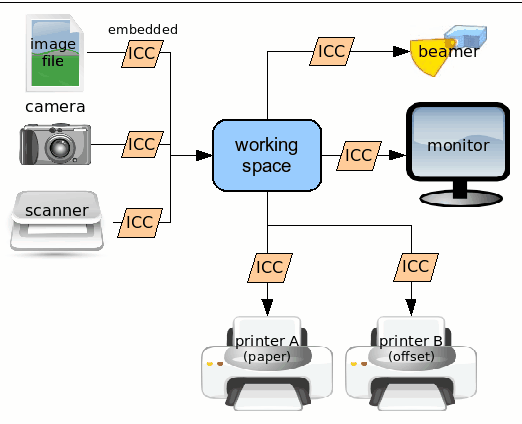 image
file
embedded
ICC
ICC
beamer
camera
ICC
working
space
ICC
monitor
scanner
ICC
ICC
ICC
printer A
(paper)
printer B
(offset)